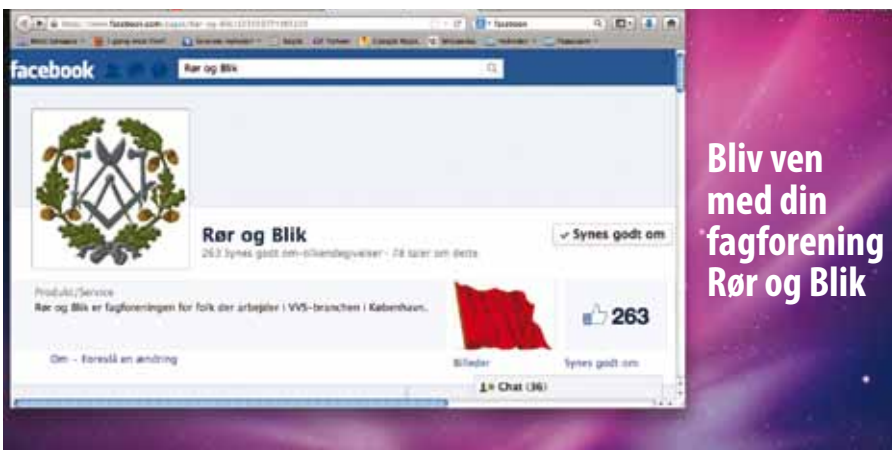 facebook
Rør og Blik
Rør og Blik
263 Synes godt om-tilkendegivelser · 78 taler om dette
✓ Synes godt om
Produkt/Service
Rør og Blik er fagforeningen for folk der arbejder i VVS-branchen i København.
263
Om - Foreslå en ændring
Billeder
Synes godt om
Chat (36)
Bliv ven
med din
fagforening
Rør og Blik